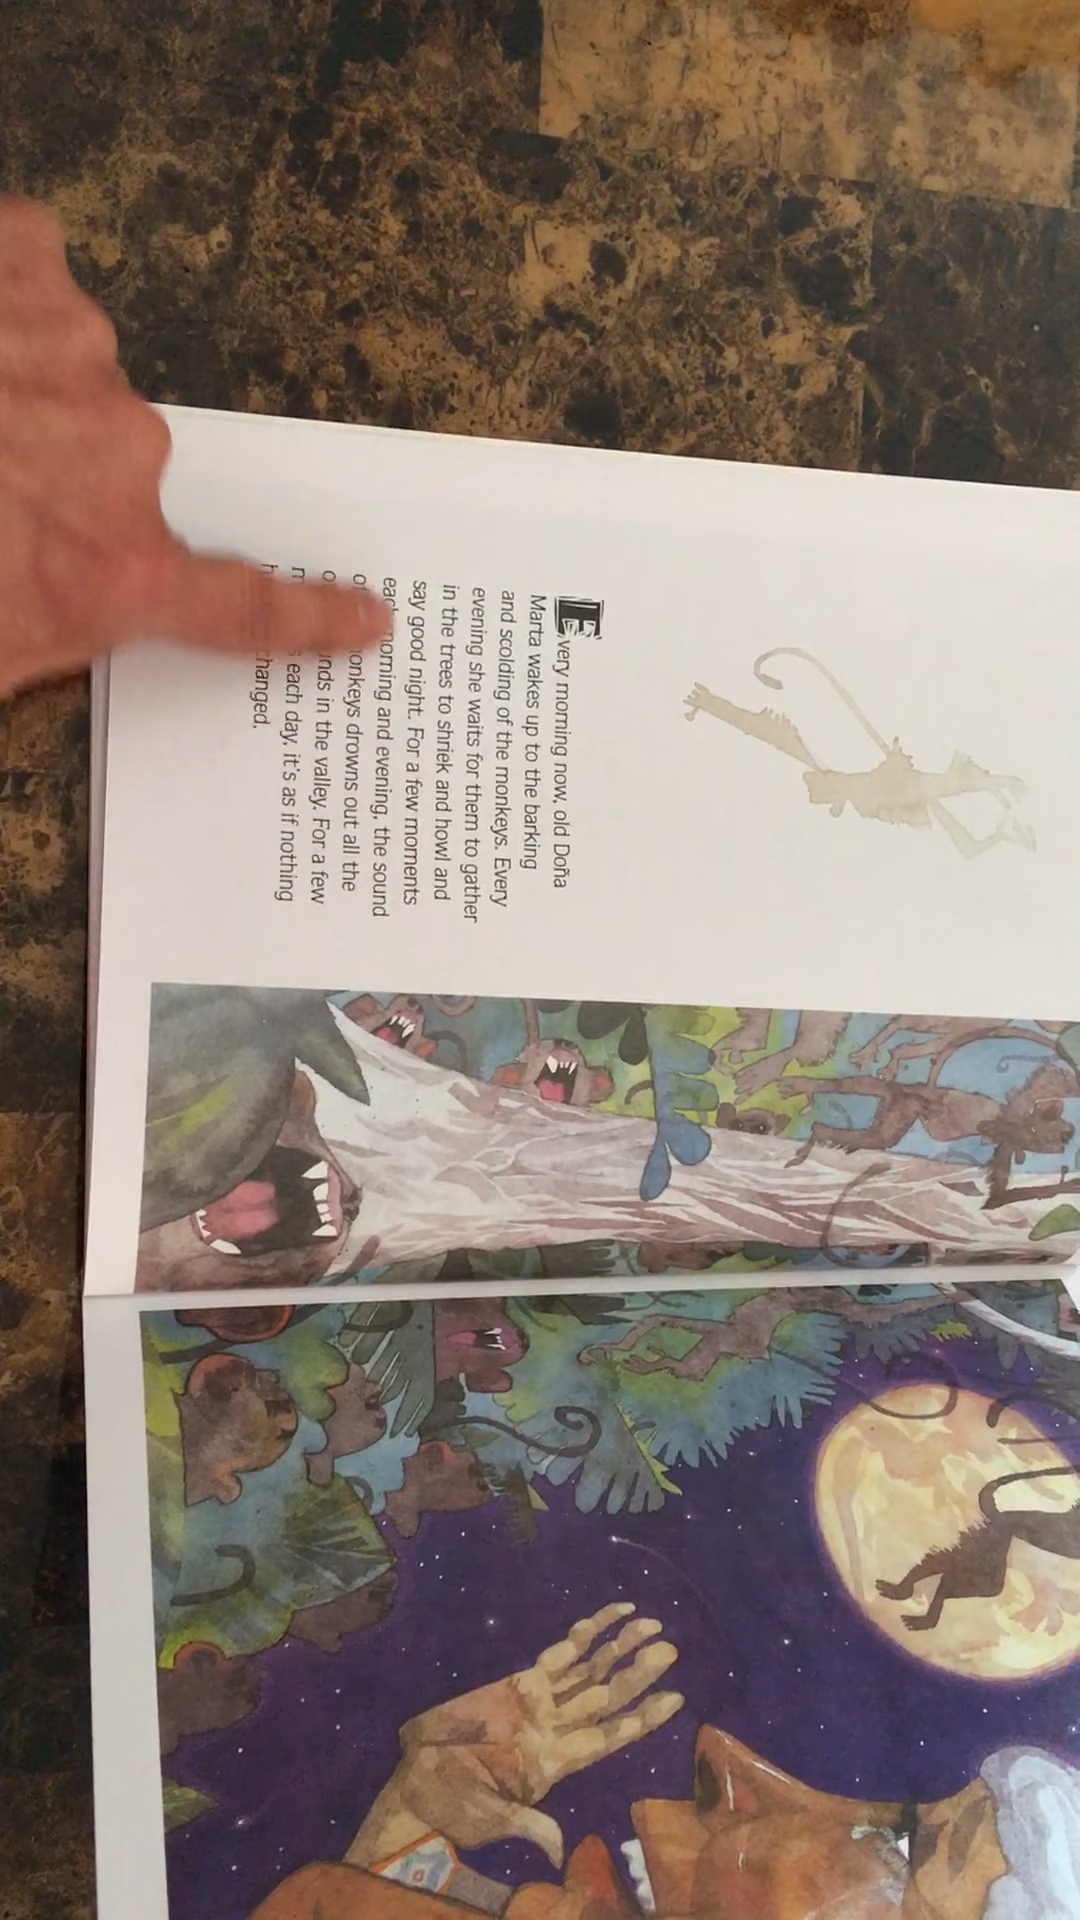 Every morning now, old Doña
Marta wakes up to the barking
and scolding of the monkeys. Every
evening she waits for them to gather
in the trees to shriek and howl and
say good night. For a few moments
each morning and evening, the sound
onkeys drowns out all the
nds in the valley. For a few
each day, it's as if nothing
changed.